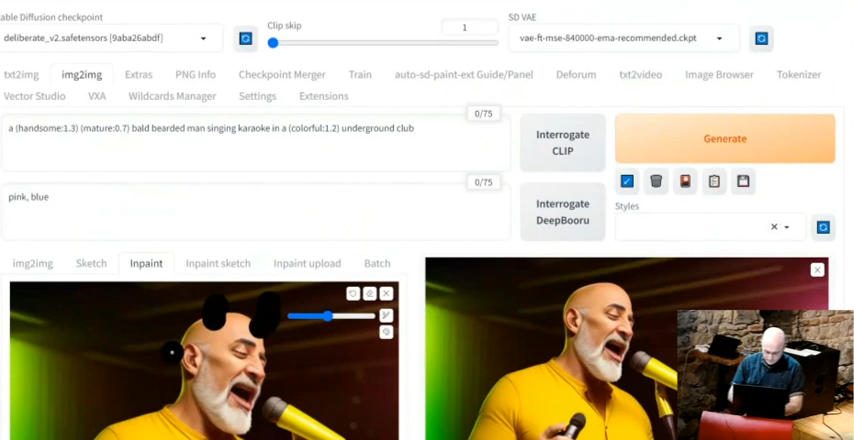 able Diffusion checkpoint
Clip skip
1
SD VAE
deliberate_v2.safetensors [9aba26abdf]
vae-ft-mse-840000-ema-recommended.ckpt
txt2img img2img Extras PNG Info Checkpoint Merger Train auto-sd-paint-ext Guide/Panel Deforum txt2video Image Browser Tokenizer
Vector Studio VXA Wildcards Manager Settings Extensions
0/75
a (handsome:1.3) (mature:0.7) bald bearded man singing karaoke in a (colorful:1.2) underground club
Interrogate
CLIP
Generate
0/75
pink, blue
Interrogate
DeepBooru
Styles
img2img Sketch Inpaint Inpaint sketch Inpaint upload Batch